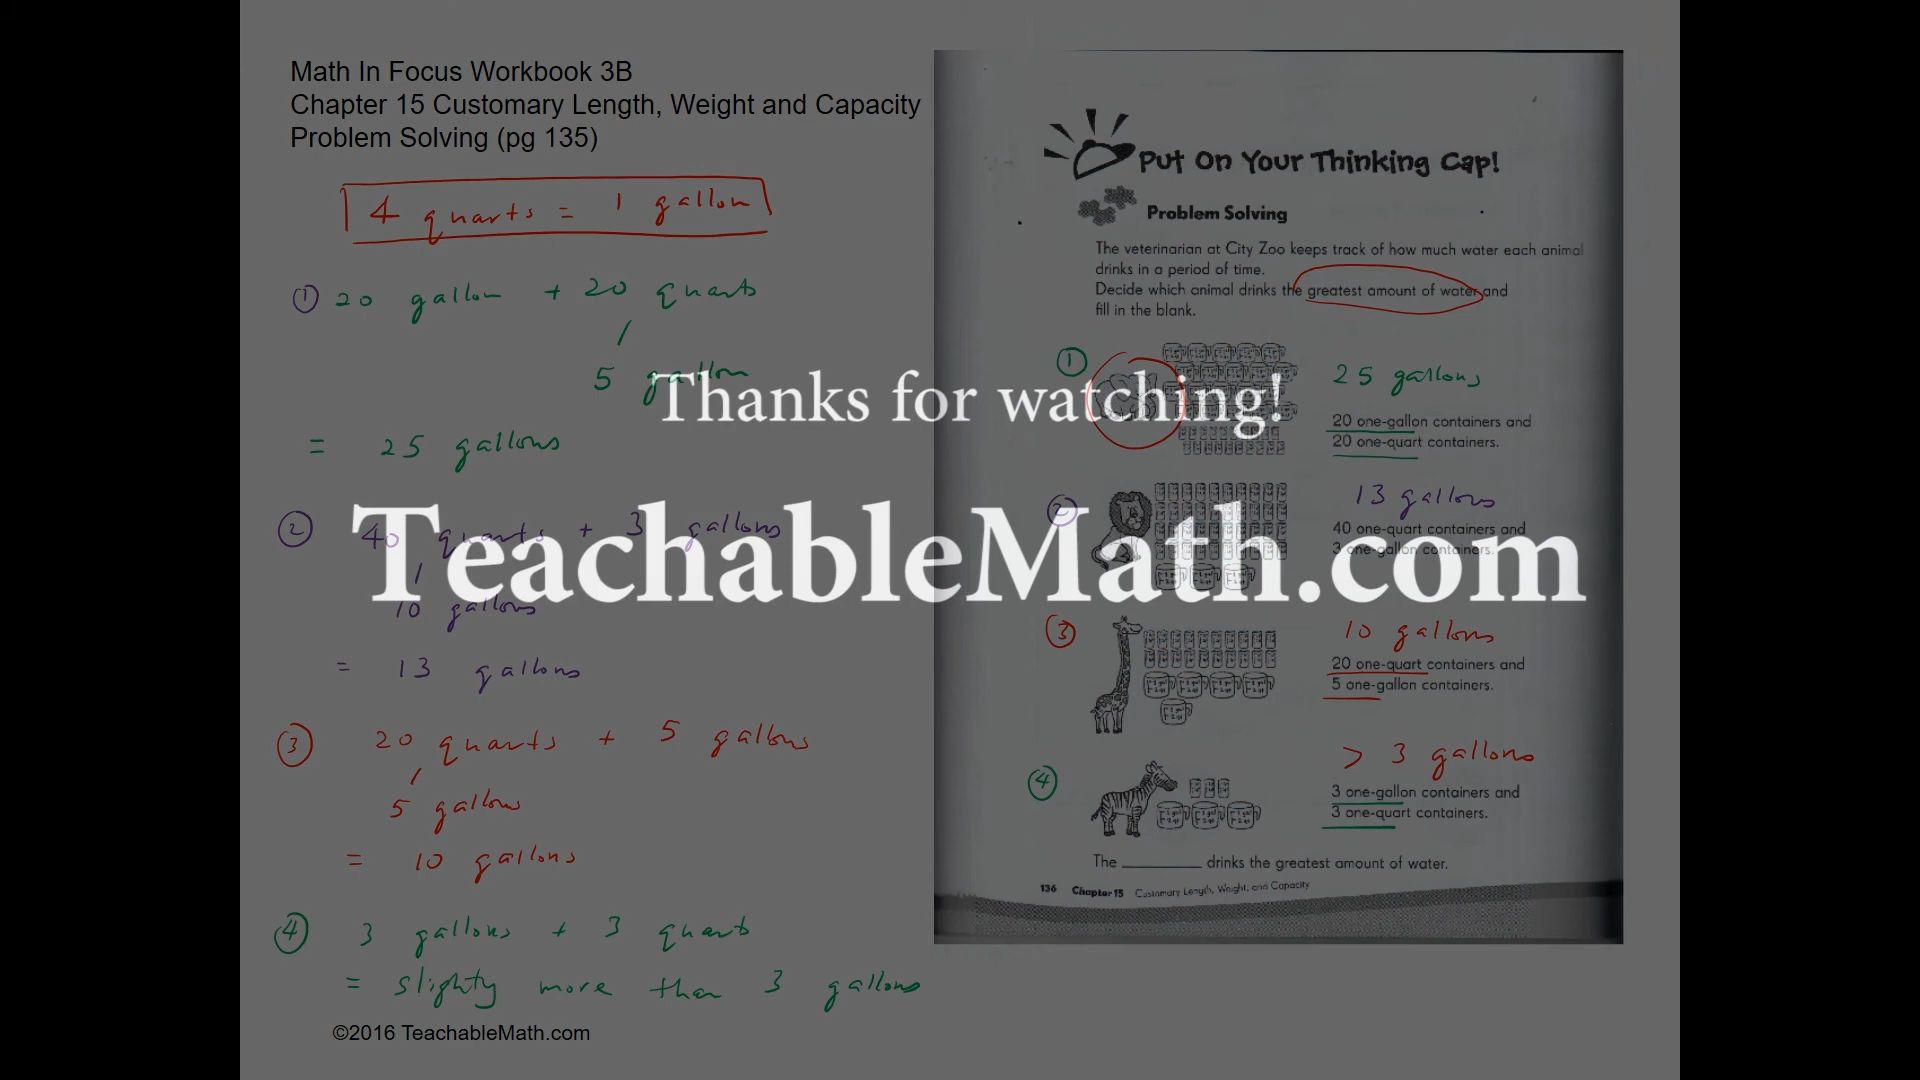 Math In Focus Workbook 3B
Chapter 15 Customary Length, Weight and Capacity
Problem Solving (pg 135)
4 quarts = 1 gallon
① 20 gallon + 20 quarts
5 gallon
= 25 gallons
② 40 quarts + 3 gallons
10 gallons
= 13 gallons
③ 20 quarts + 5 gallons
5 gallons
= 10 gallons
④ 3 gallons + 3 quarts
= slighty more than 3 gallons
©2016 TeachableMath.com
Thanks for watching!
TeachableMath.com
Put On Your Thinking Cap!
Problem Solving
The veterinarian at City Zoo keeps track of how much water each animal
drinks in a period of time.
Decide which animal drinks the greatest amount of water and
fill in the blank.
① 25 gallons
20 one-gallon containers and
20 one-quart containers.
② 13 gallons
40 one-quart containers and
3 one-gallon containers.
③ 10 gallons
20 one-quart containers and
5 one-gallon containers.
④ > 3 gallons
3 one-gallon containers and
3 one-quart containers.
The ________ drinks the greatest amount of water.
136 Chapter 15 Customary Length, Weight, and Capacity